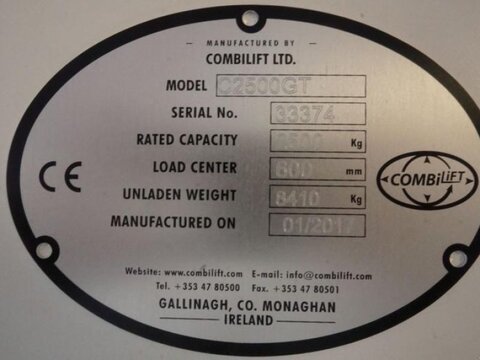 MANUFACTURED BY
COMBILIFT LTD.
MODEL C2500GT
SERIAL No. 33374
RATED CAPACITY 2500 Kg
LOAD CENTER 600 mm
UNLADEN WEIGHT 6410 Kg
MANUFACTURED ON 01/2017
CE
COMBiLiFT
Website: www.combilift.com E-mail: info@combilift.com
Tel. +353 47 80500 Fax. +353 47 80501
GALLINAGH, CO. MONAGHAN
IRELAND